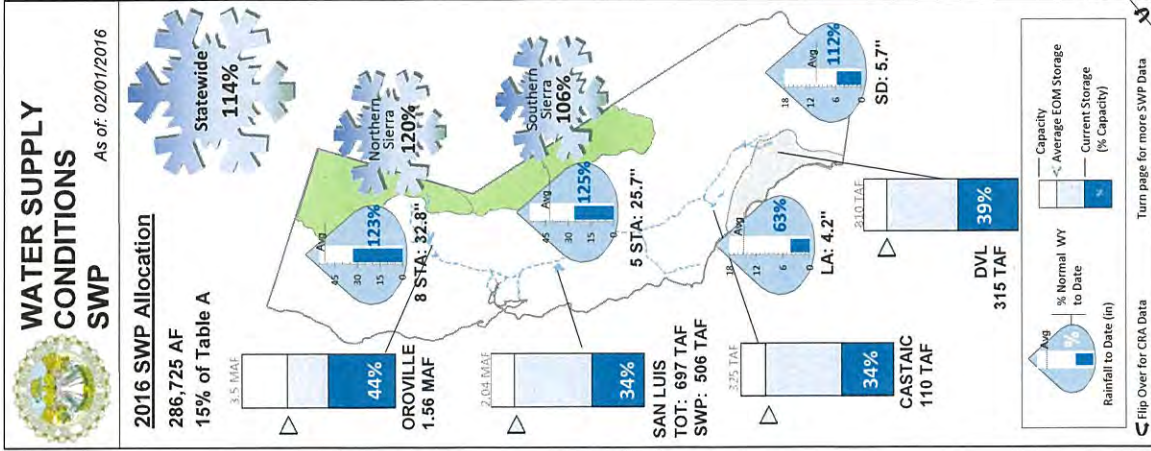 WATER SUPPLY
CONDITIONS
SWP
As of: 02/01/2016
2016 SWP Allocation
286,725 AF
15% of Table A
Statewide
114%
Northern
Sierra
120%
Southern
Sierra
106%
45
30
15
0
Avg
123%
8 STA: 32.8"
45
30
15
0
Avg
125%
5 STA: 25.7"
18
12
6
0
Avg
63%
LA: 4.2"
18
12
6
0
Avg
112%
SD: 5.7"
3.5 MAF
44%
OROVILLE
1.56 MAF
2.04 MAF
34%
SAN LUIS
TOT: 697 TAF
SWP: 506 TAF
325 TAF
34%
CASTAIC
110 TAF
810 TAF
39%
DVL
315 TAF
Avg
%
% Normal WY
to Date
Rainfall to Date (in)
%
Capacity
Average EOM Storage
Current Storage
(% Capacity)
Flip Over for CRA Data
Turn page for more SWP Data